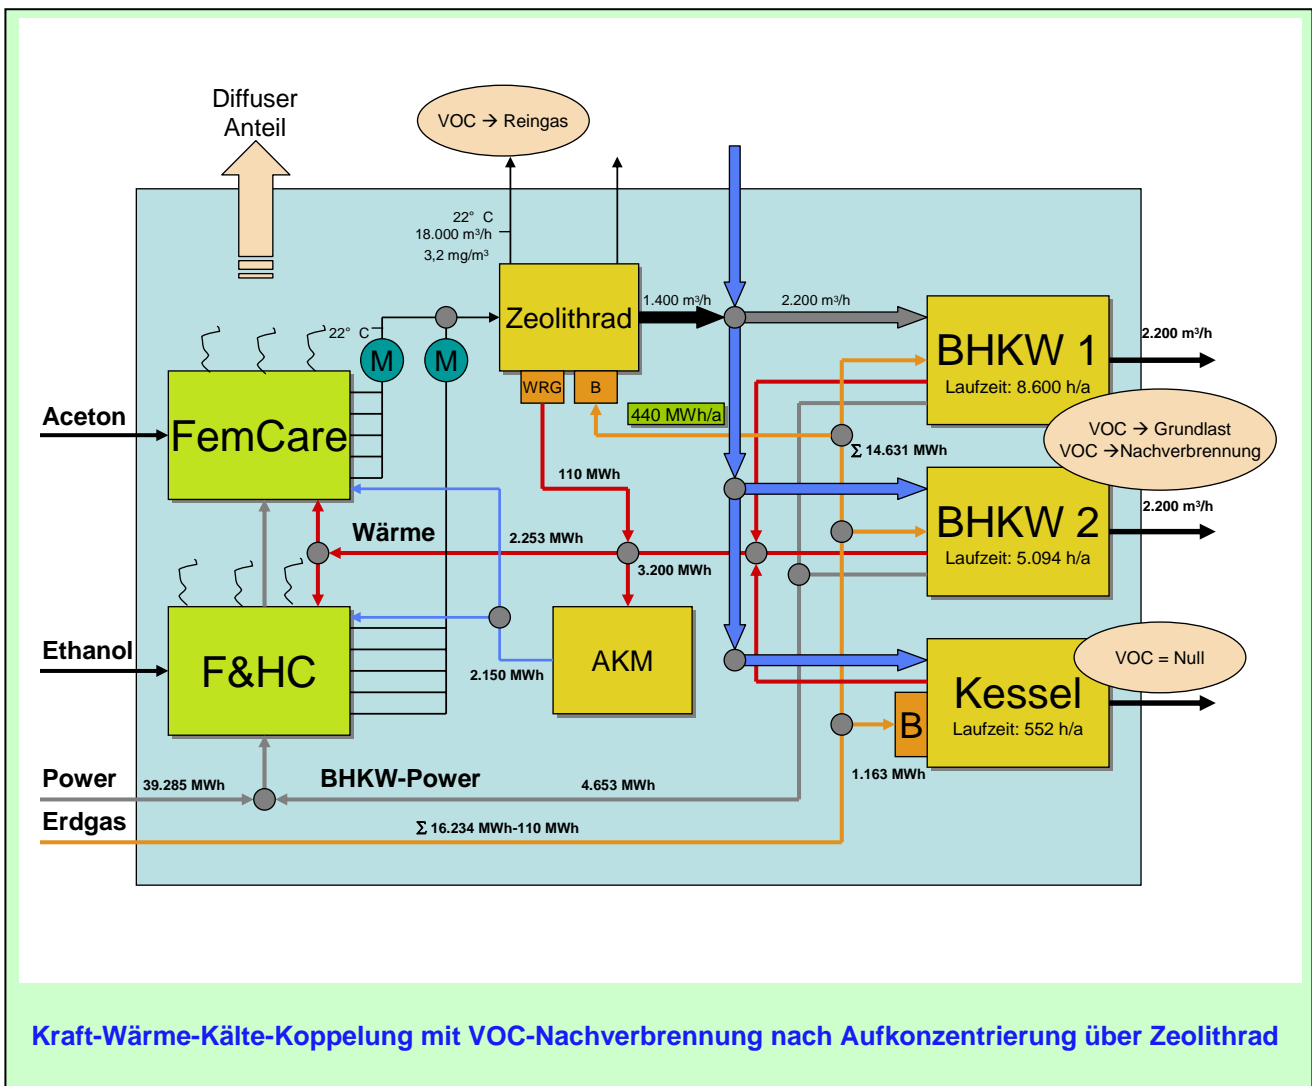 Diffuser
Anteil
VOC → Reingas
22° C
18.000 m³/h
3,2 mg/m³
Zeolithrad
1.400 m³/h
2.200 m³/h
BHKW 1
Laufzeit: 8.600 h/a
2.200 m³/h
22° C
M
M
WRG
B
440 MWh/a
Aceton
FemCare
VOC → Grundlast
VOC →Nachverbrennung
∑ 14.631 MWh
110 MWh
BHKW 2
Laufzeit: 5.094 h/a
2.200 m³/h
Wärme
2.253 MWh
3.200 MWh
Ethanol
F&HC
2.150 MWh
AKM
VOC = Null
Kessel
Laufzeit: 552 h/a
B
1.163 MWh
Power
39.285 MWh
BHKW-Power
4.653 MWh
Erdgas
∑ 16.234 MWh-110 MWh
Kraft-Wärme-Kälte-Koppelung mit VOC-Nachverbrennung nach Aufkonzentrierung über Zeolithrad